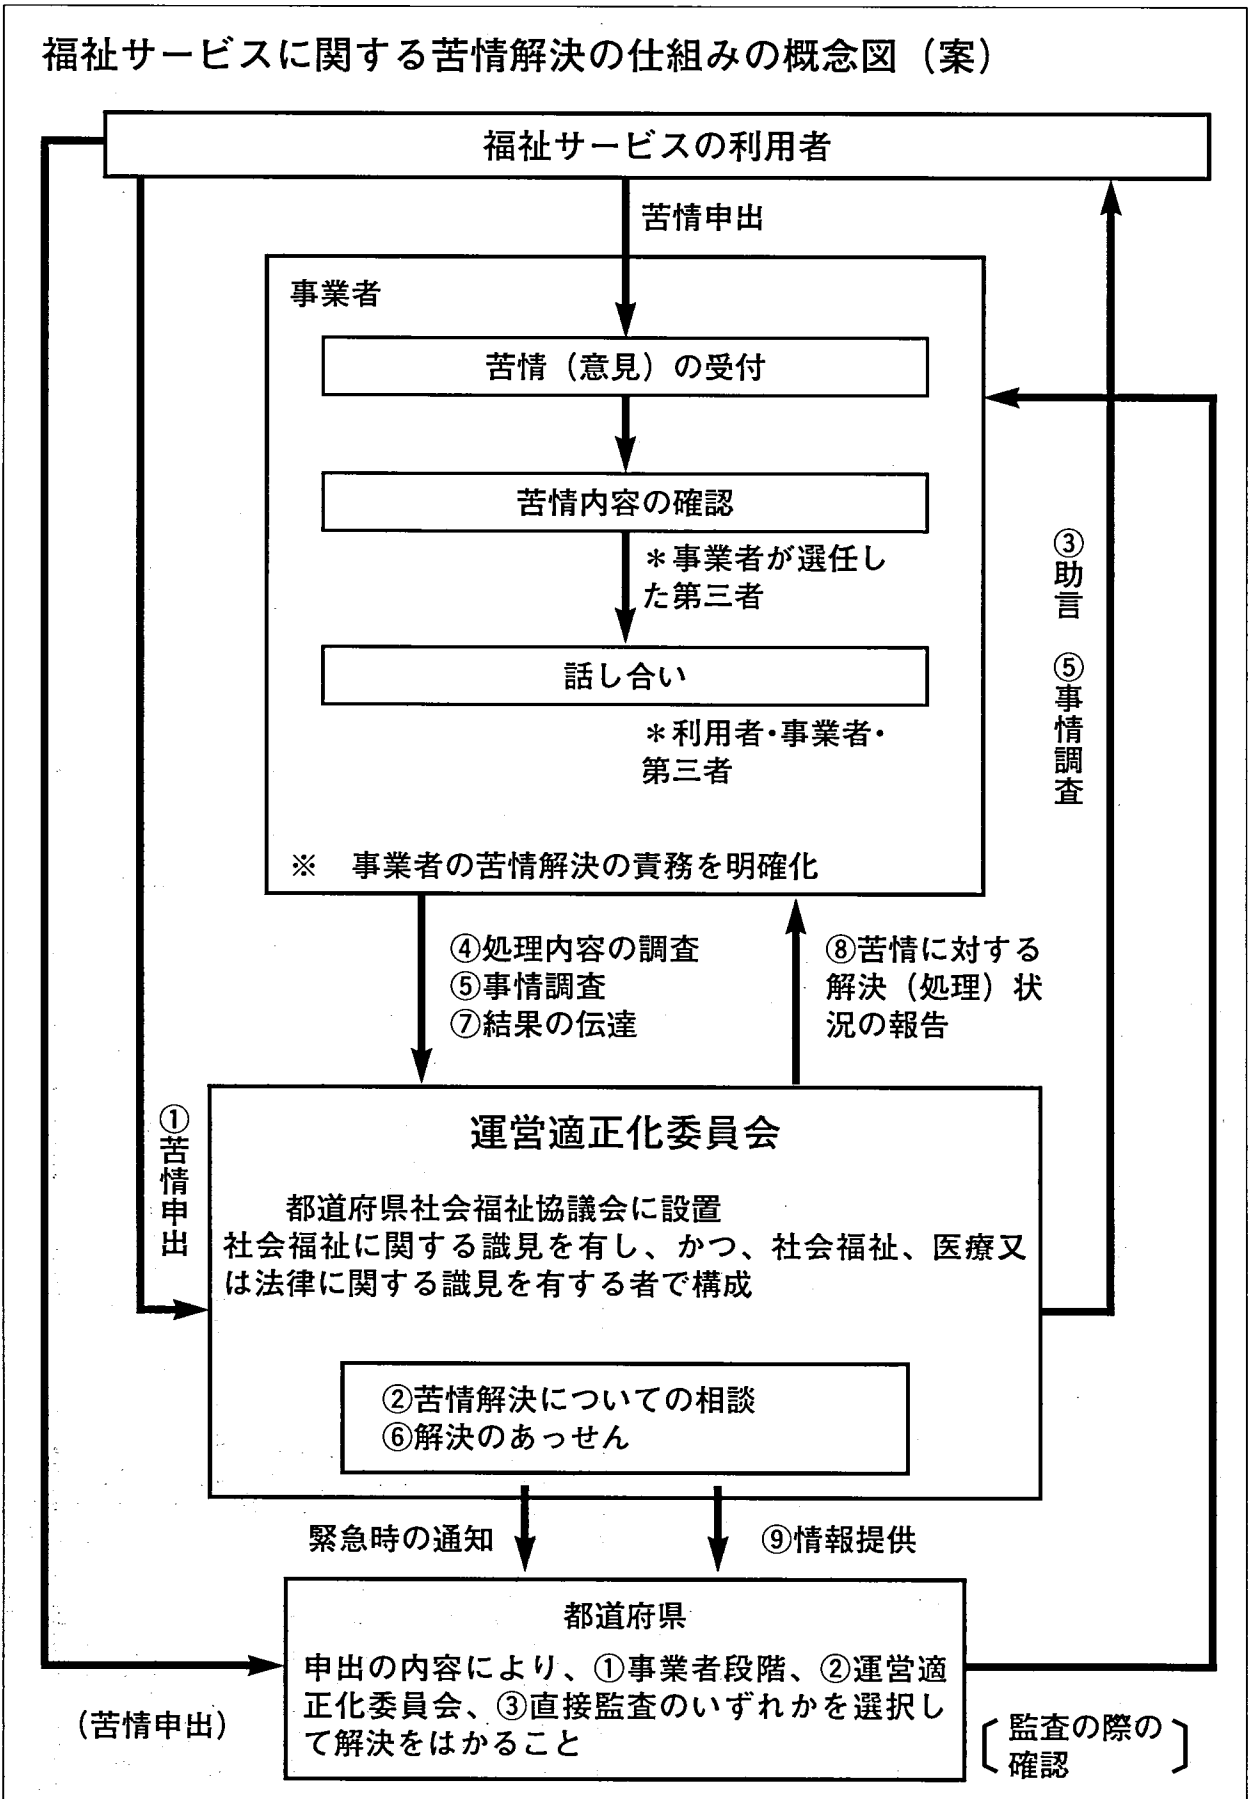 福祉サービスに関する苦情解決の仕組みの概念図（案）
福祉サービスの利用者
苦情申出
事業者
苦情（意見）の受付
苦情内容の確認
＊事業者が選任し
た第三者
話し合い
＊利用者・事業者・
第三者
※　事業者の苦情解決の責務を明確化
③助言　⑤事情調査
④処理内容の調査
⑤事情調査
⑦結果の伝達
⑧苦情に対する
解決（処理）状
況の報告
①苦情申出
運営適正化委員会
都道府県社会福祉協議会に設置
社会福祉に関する識見を有し、かつ、社会福祉、医療又
は法律に関する識見を有する者で構成
②苦情解決についての相談
⑥解決のあっせん
緊急時の通知
⑨情報提供
都道府県
申出の内容により、①事業者段階、②運営適
正化委員会、③直接監査のいずれかを選択し
て解決をはかること
（苦情申出）
〔監査の際の
確認〕